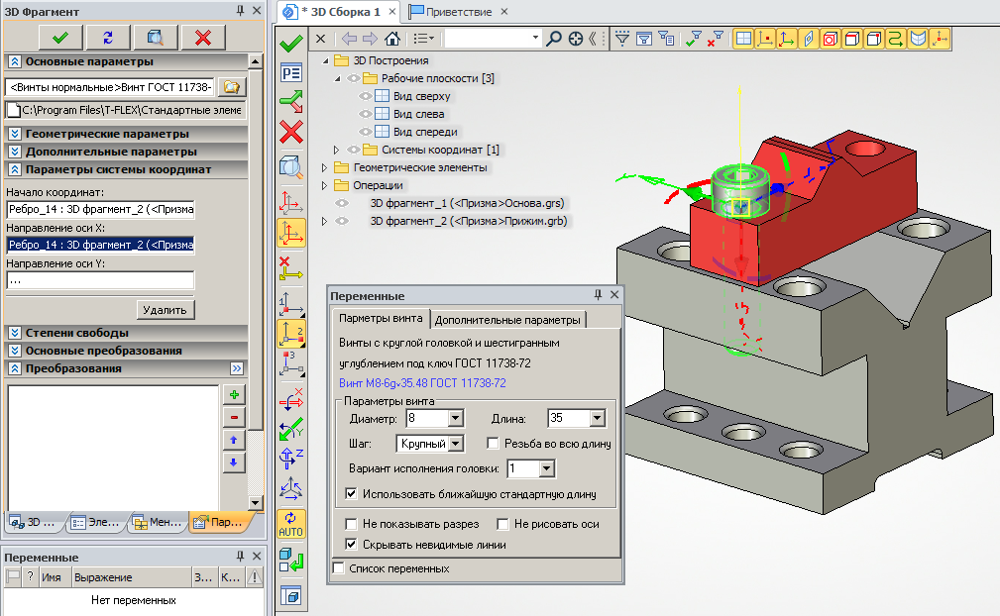 3D Фрагмент
Основные параметры
<Винты нормальные>Винт ГОСТ 11738-
C:\Program Files\T-FLEX\Стандартные элеме
Геометрические параметры
Дополнительные параметры
Параметры системы координат
Начало координат:
Ребро_14 : 3D фрагмент_2 (<Призма
Направление оси X:
Ребро_14 : 3D фрагмент_2 (<Призма
Направление оси Y:
...
Удалить
Степени свободы
Основные преобразования
Преобразования
3D ...
Эле...
Мен...
Пар...
Переменные
? Имя Выражение З... К... !
Нет переменных
* 3D Сборка 1
Приветствие
3D Построения
Рабочие плоскости [3]
Вид сверху
Вид слева
Вид спереди
Системы координат [1]
Геометрические элементы
Операции
3D фрагмент_1 (<Призма>Основа.grs)
3D фрагмент_2 (<Призма>Прижим.grb)
AUTO
Переменные
Парметры винта
Дополнительные параметры
Винты с круглой головкой и шестигранным
углублением под ключ ГОСТ 11738-72
Винт M8-6gx35.48 ГОСТ 11738-72
Параметры винта
Диаметр: 8 Длина: 35
Шаг: Крупный Резьба во всю длину
Вариант исполнения головки: 1
Использовать ближайшую стандартную длину
Не показывать разрез Не рисовать оси
Скрывать невидимые линии
Список переменных